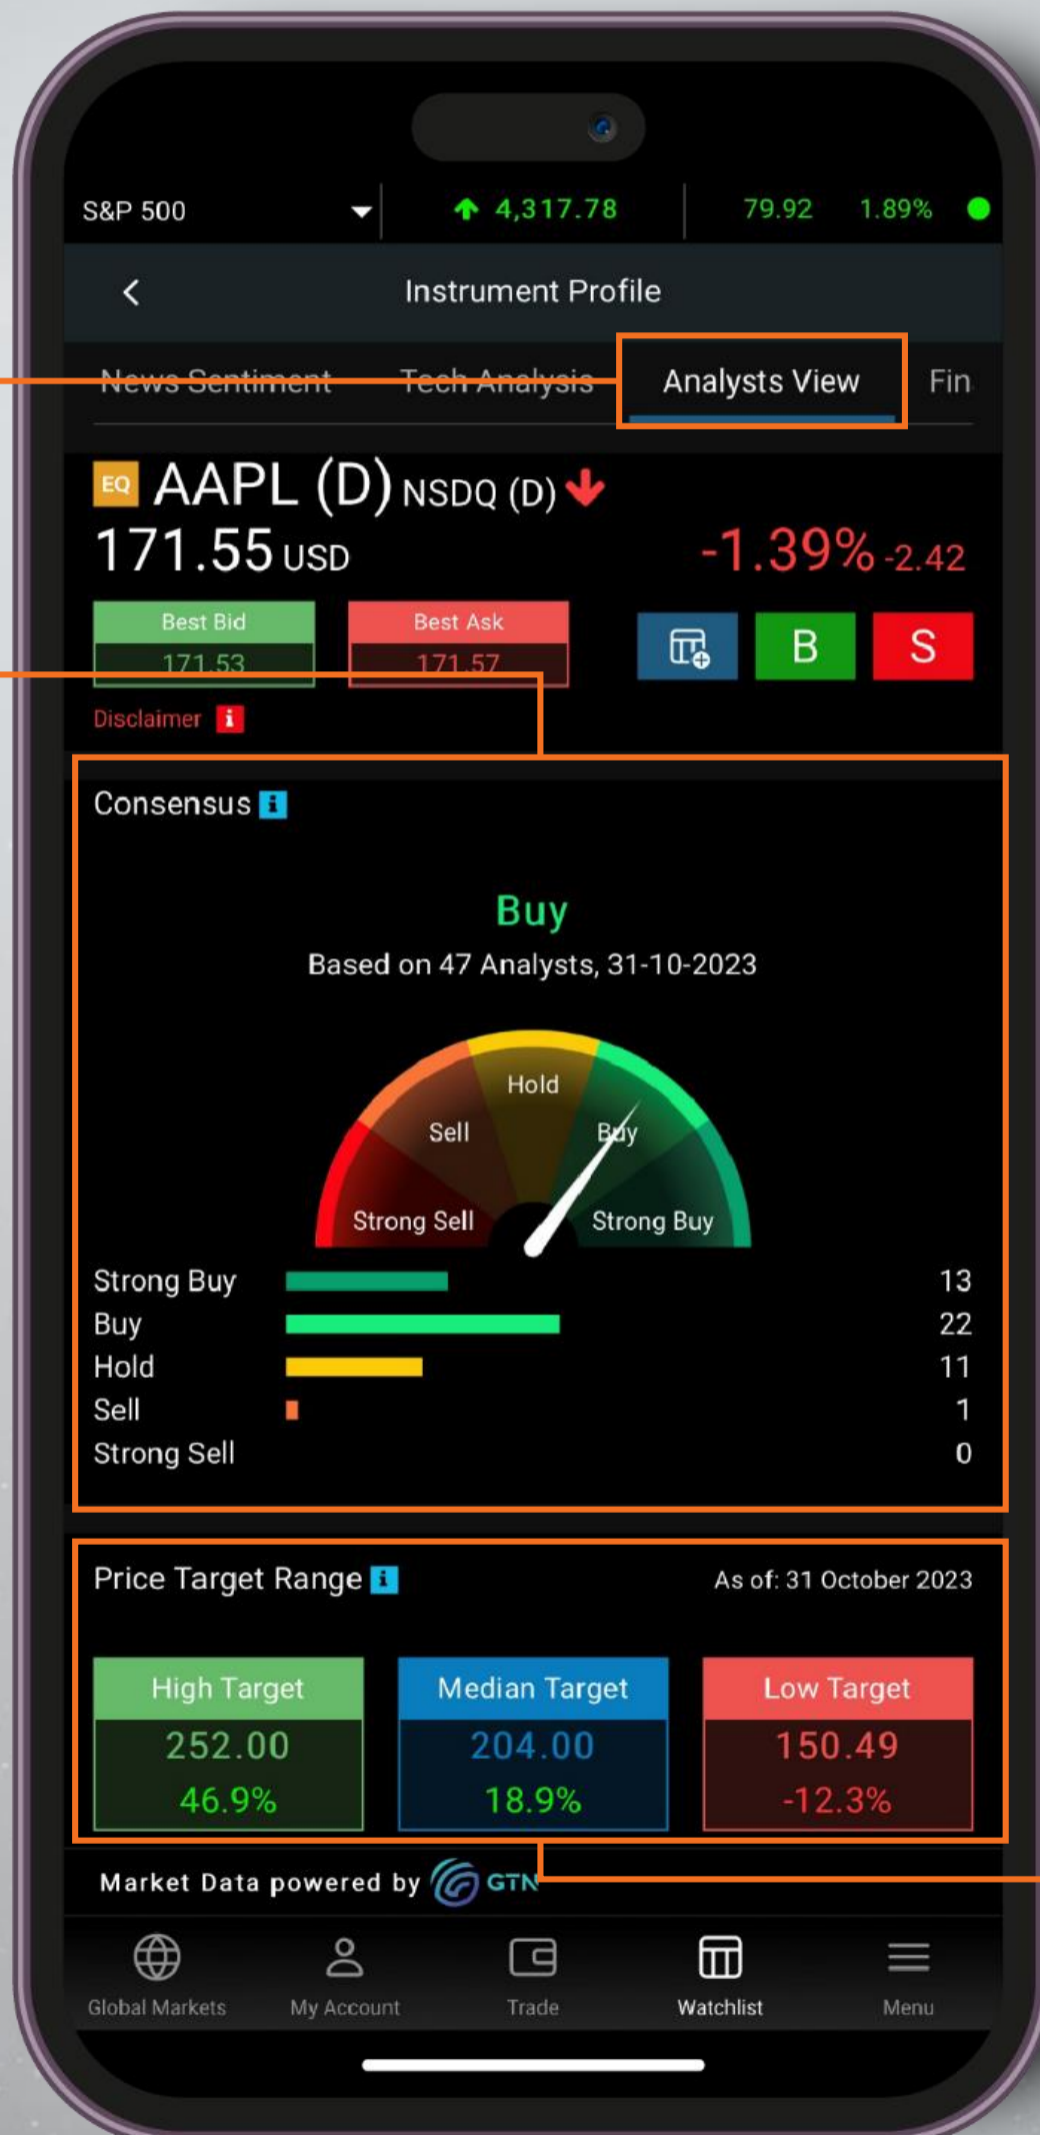 S&P 500 4,317.78 79.92 1.89%
Instrument Profile
News Sentiment Tech Analysis Analysts View Fin
EQ AAPL (D) NSDQ (D)
171.55 USD -1.39% -2.42
Best Bid Best Ask
171.53 171.57 B S
Disclaimer i
Consensus i
Buy
Based on 47 Analysts, 31-10-2023
Hold
Sell Buy
Strong Sell Strong Buy
Strong Buy 13
Buy 22
Hold 11
Sell 1
Strong Sell 0
Price Target Range i As of: 31 October 2023
High Target Median Target Low Target
252.00 204.00 150.49
46.9% 18.9% -12.3%
Market Data powered by GTN
Global Markets My Account Trade Watchlist Menu